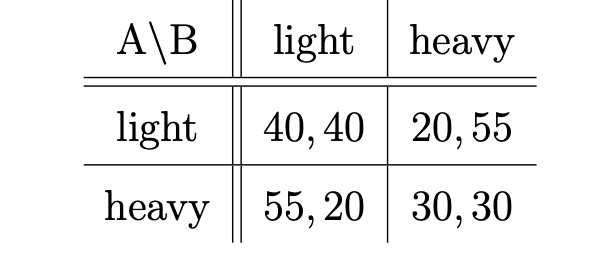 A\B light heavy
light 40, 40 20, 55
heavy 55, 20 30, 30